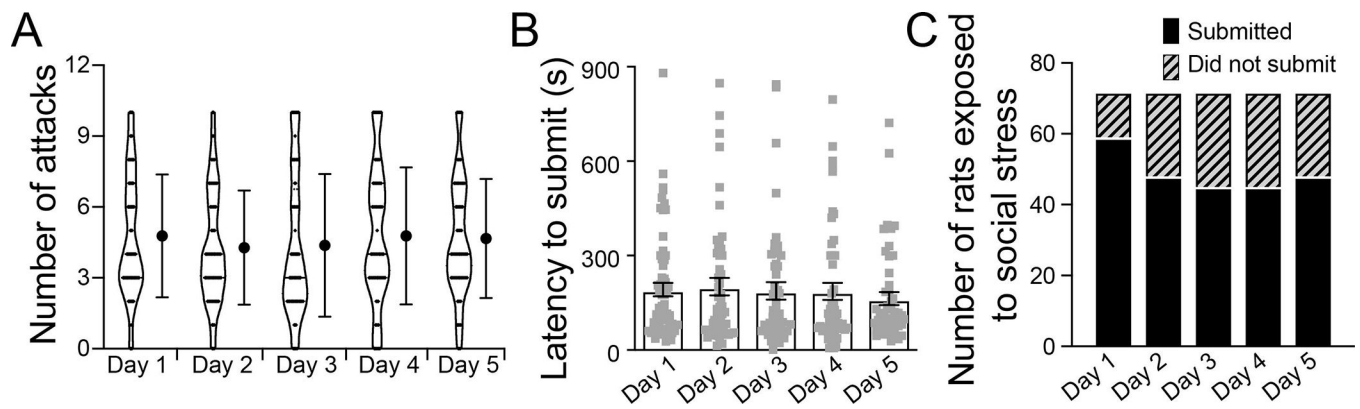 A
Number of attacks
12
9
6
3
0
Day 1
Day 2
Day 3
Day 4
Day 5
B
Latency to submit (s)
900
600
300
0
Day 1
Day 2
Day 3
Day 4
Day 5
C
Submitted
Did not submit
Number of rats exposed
to social stress
80
60
40
20
0
Day 1
Day 2
Day 3
Day 4
Day 5